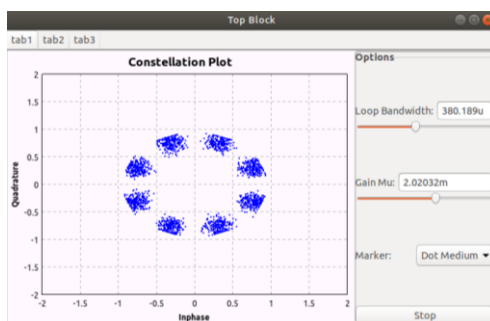 Top Block
tab1 tab2 tab3
Constellation Plot
Options
2
1.5
1
0.5
0
-0.5
-1
-1.5
-2
Quadrature
-2 -1.5 -1 -0.5 0 0.5 1 1.5 2
Inphase
Loop Bandwidth: 380.189u
Gain Mu: 2.02032m
Marker: Dot Medium
Stop